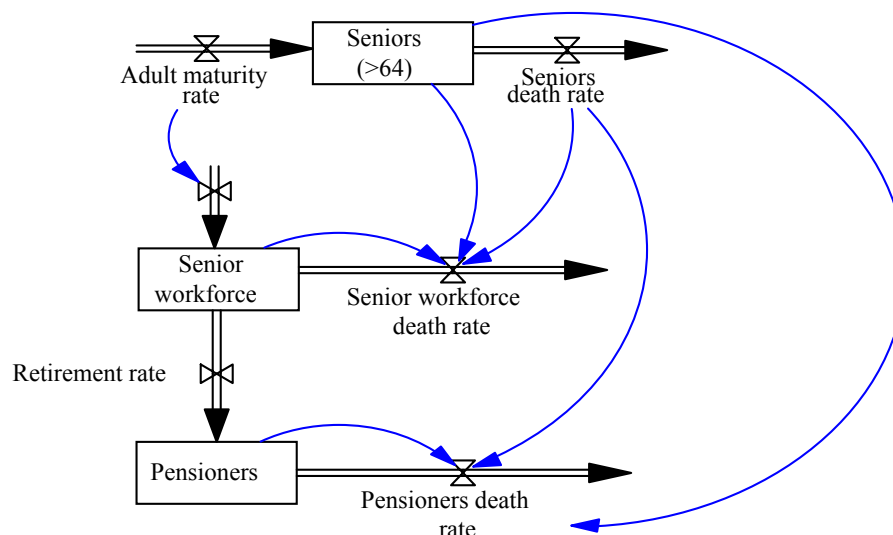 Seniors
(>64)
Adult maturity
rate
Seniors
death rate
Senior
workforce
Senior workforce
death rate
Retirement rate
Pensioners
Pensioners death
rate